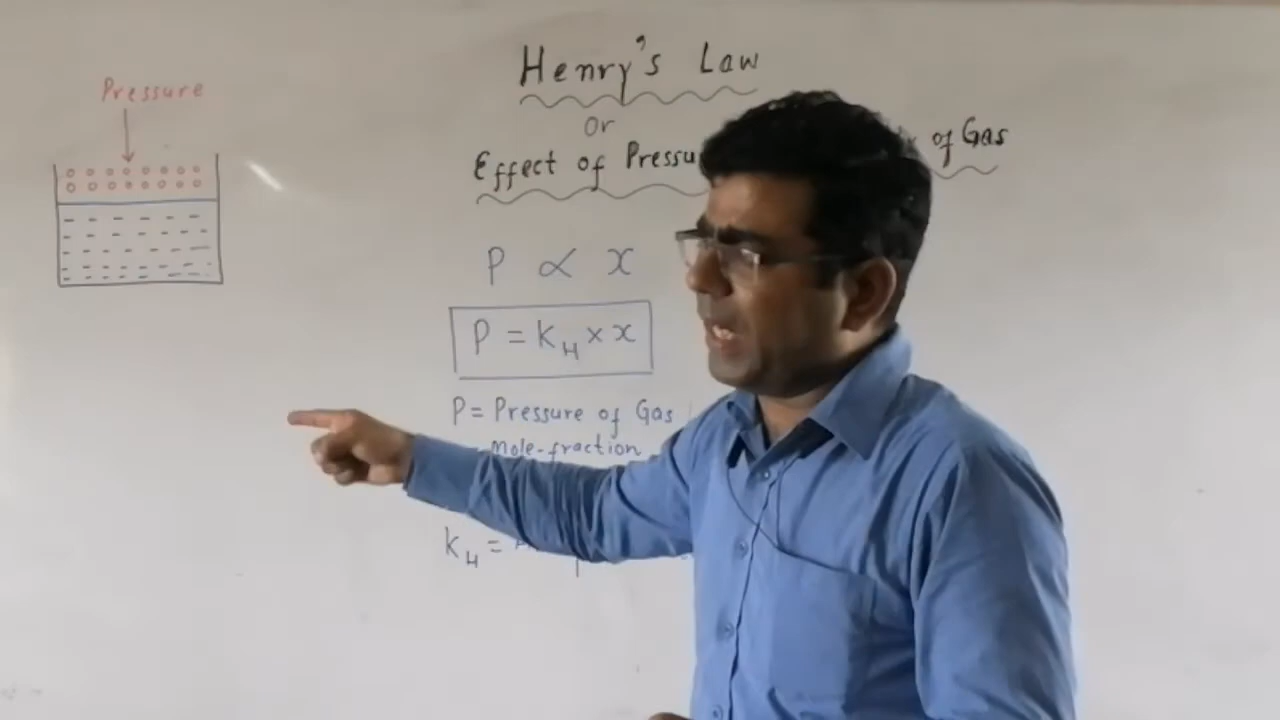 Pressure
Henry's Law
Or
Effect of Pressu of Gas
P ∝ x
P = K_H × x
P = Pressure of Gas
mole-fraction
K_H =